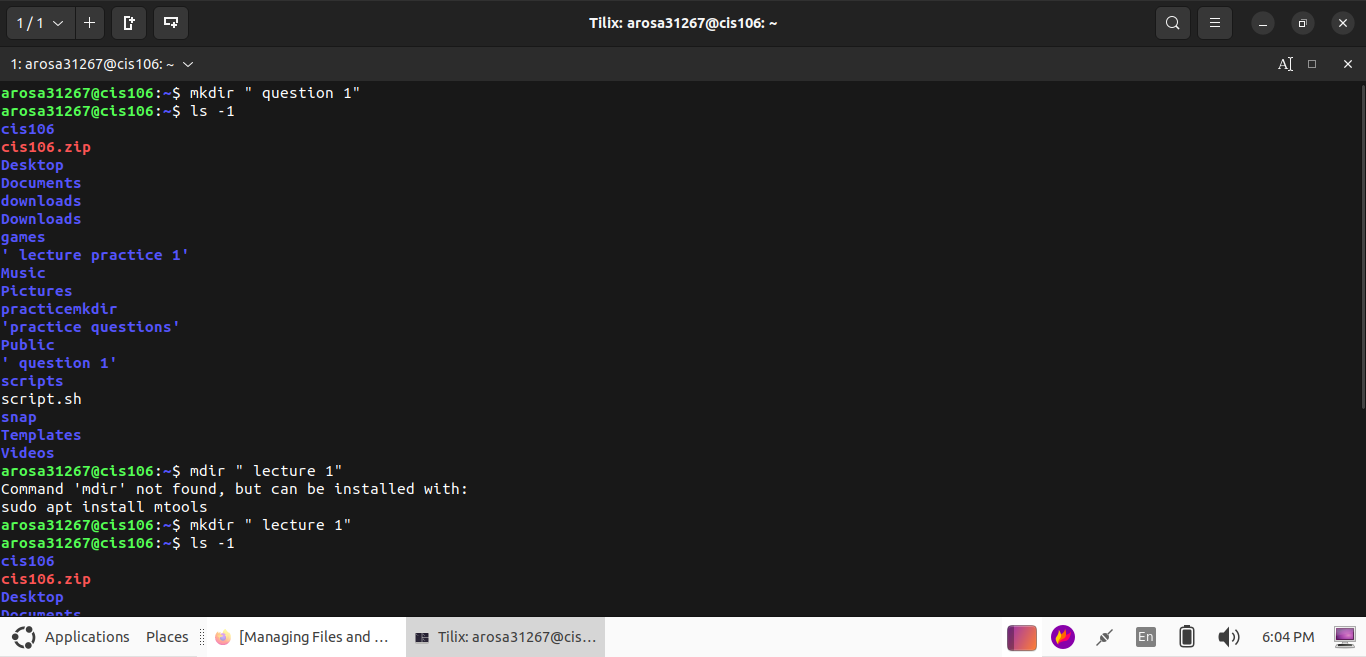 1 / 1
Tilix: arosa31267@cis106: ~
1: arosa31267@cis106: ~
arosa31267@cis106:~$ mkdir " question 1"
arosa31267@cis106:~$ ls -1
cis106
cis106.zip
Desktop
Documents
downloads
Downloads
games
' lecture practice 1'
Music
Pictures
practicemkdir
'practice questions'
Public
' question 1'
scripts
script.sh
snap
Templates
Videos
arosa31267@cis106:~$ mdir " lecture 1"
Command 'mdir' not found, but can be installed with:
sudo apt install mtools
arosa31267@cis106:~$ mkdir " lecture 1"
arosa31267@cis106:~$ ls -1
cis106
cis106.zip
Desktop
Documents
Applications Places [Managing Files and ... Tilix: arosa31267@cis... En 6:04 PM